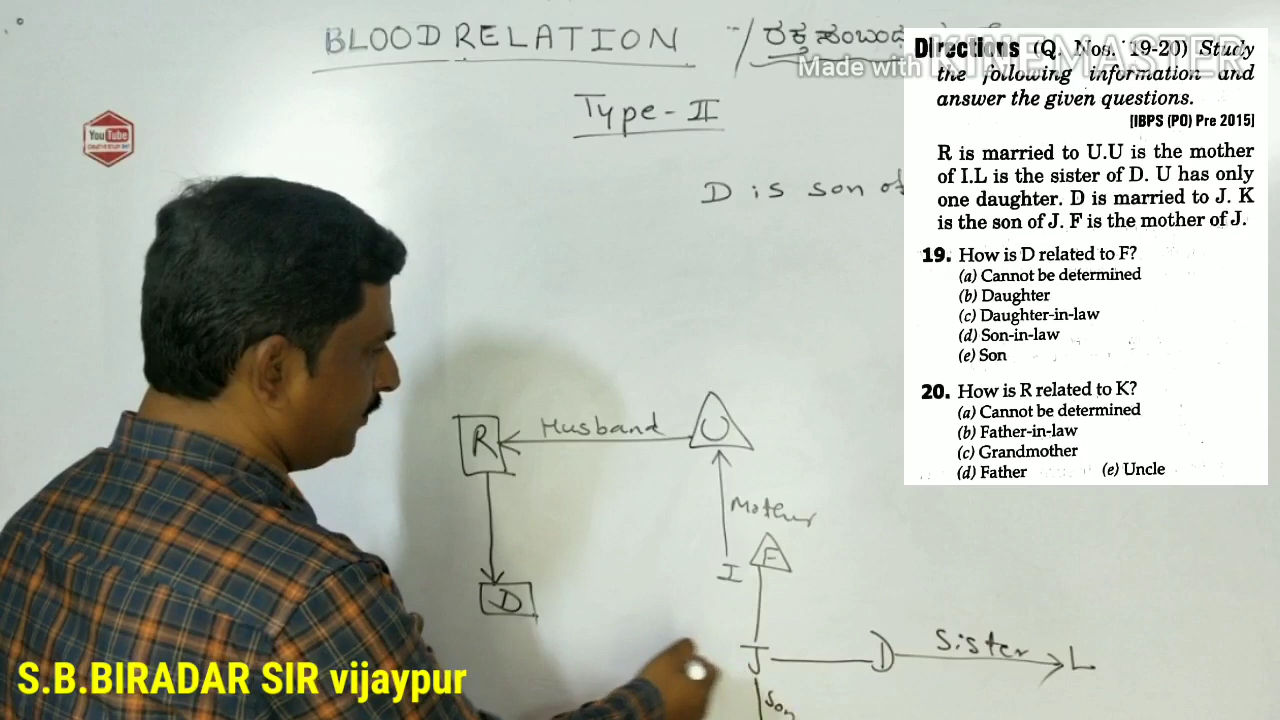 BLOOD RELATION -/ ರಕ್ತ ಸಂಬಂಧ
Type - II
D is son of
YouTube
Directions (Q. Nos. 19-20) Study
the following information and
answer the given questions.
[IBPS (PO) Pre 2015]
R is married to U.U is the mother
of I.L is the sister of D. U has only
one daughter. D is married to J. K
is the son of J. F is the mother of J.
19. How is D related to F?
(a) Cannot be determined
(b) Daughter
(c) Daughter-in-law
(d) Son-in-law
(e) Son
20. How is R related to K?
(a) Cannot be determined
(b) Father-in-law
(c) Grandmother
(d) Father (e) Uncle
Made with KINEMASTER
R Husband U
Mother
F
I
D
J D Sister L
Son
S.B.BIRADAR SIR vijaypur